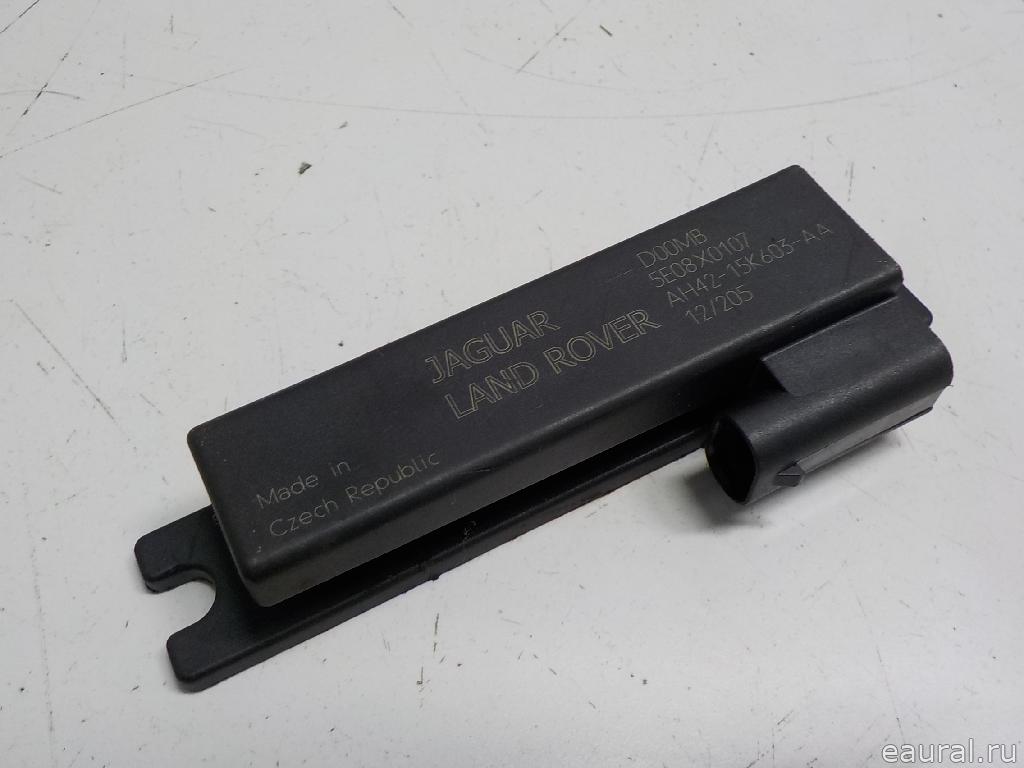 D00MB
5E08X0107
AH42-15K603-AA
12/205
JAGUAR
LAND ROVER
Made in
Czech Republic
eaural.ru